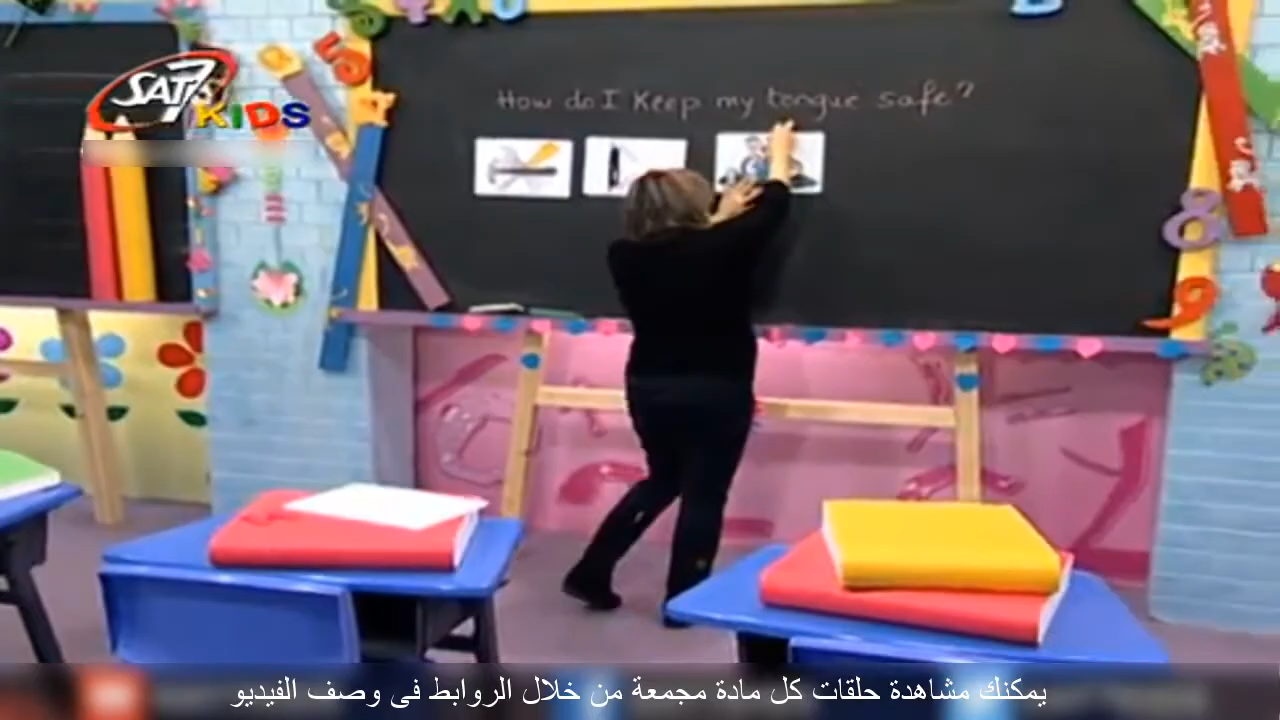 SAT7
KIDS
How do I Keep my tongue safe?
يمكنك مشاهدة حلقات كل مادة مجمعة من خلال الروابط فى وصف الفيديو